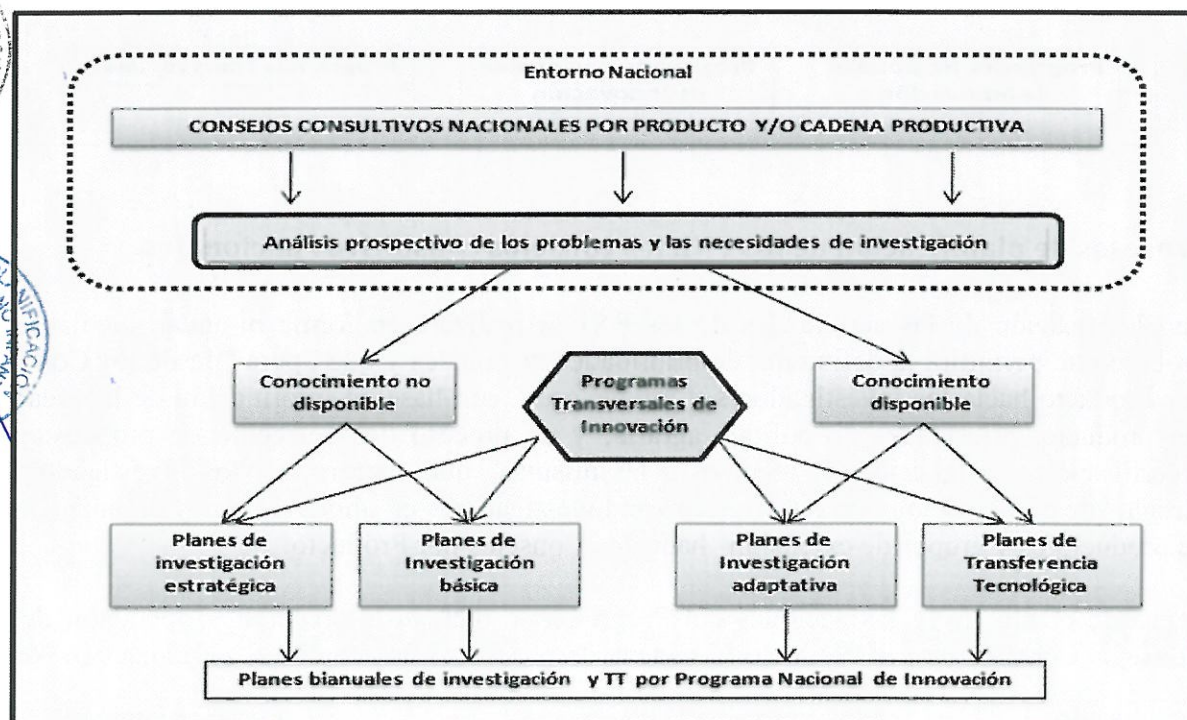 Entorno Nacional
CONSEJOS CONSULTIVOS NACIONALES POR PRODUCTO Y/O CADENA PRODUCTIVA
Análisis prospectivo de los problemas y las necesidades de investigación
Conocimiento no
disponible
Programas
Transversales de
Innovación
Conocimiento
disponible
Planes de
investigación
estratégica
Planes de
Investigación
básica
Planes de
Investigación
adaptativa
Planes de
Transferencia
Tecnológica
Planes bianuales de investigación y TT por Programa Nacional de Innovación